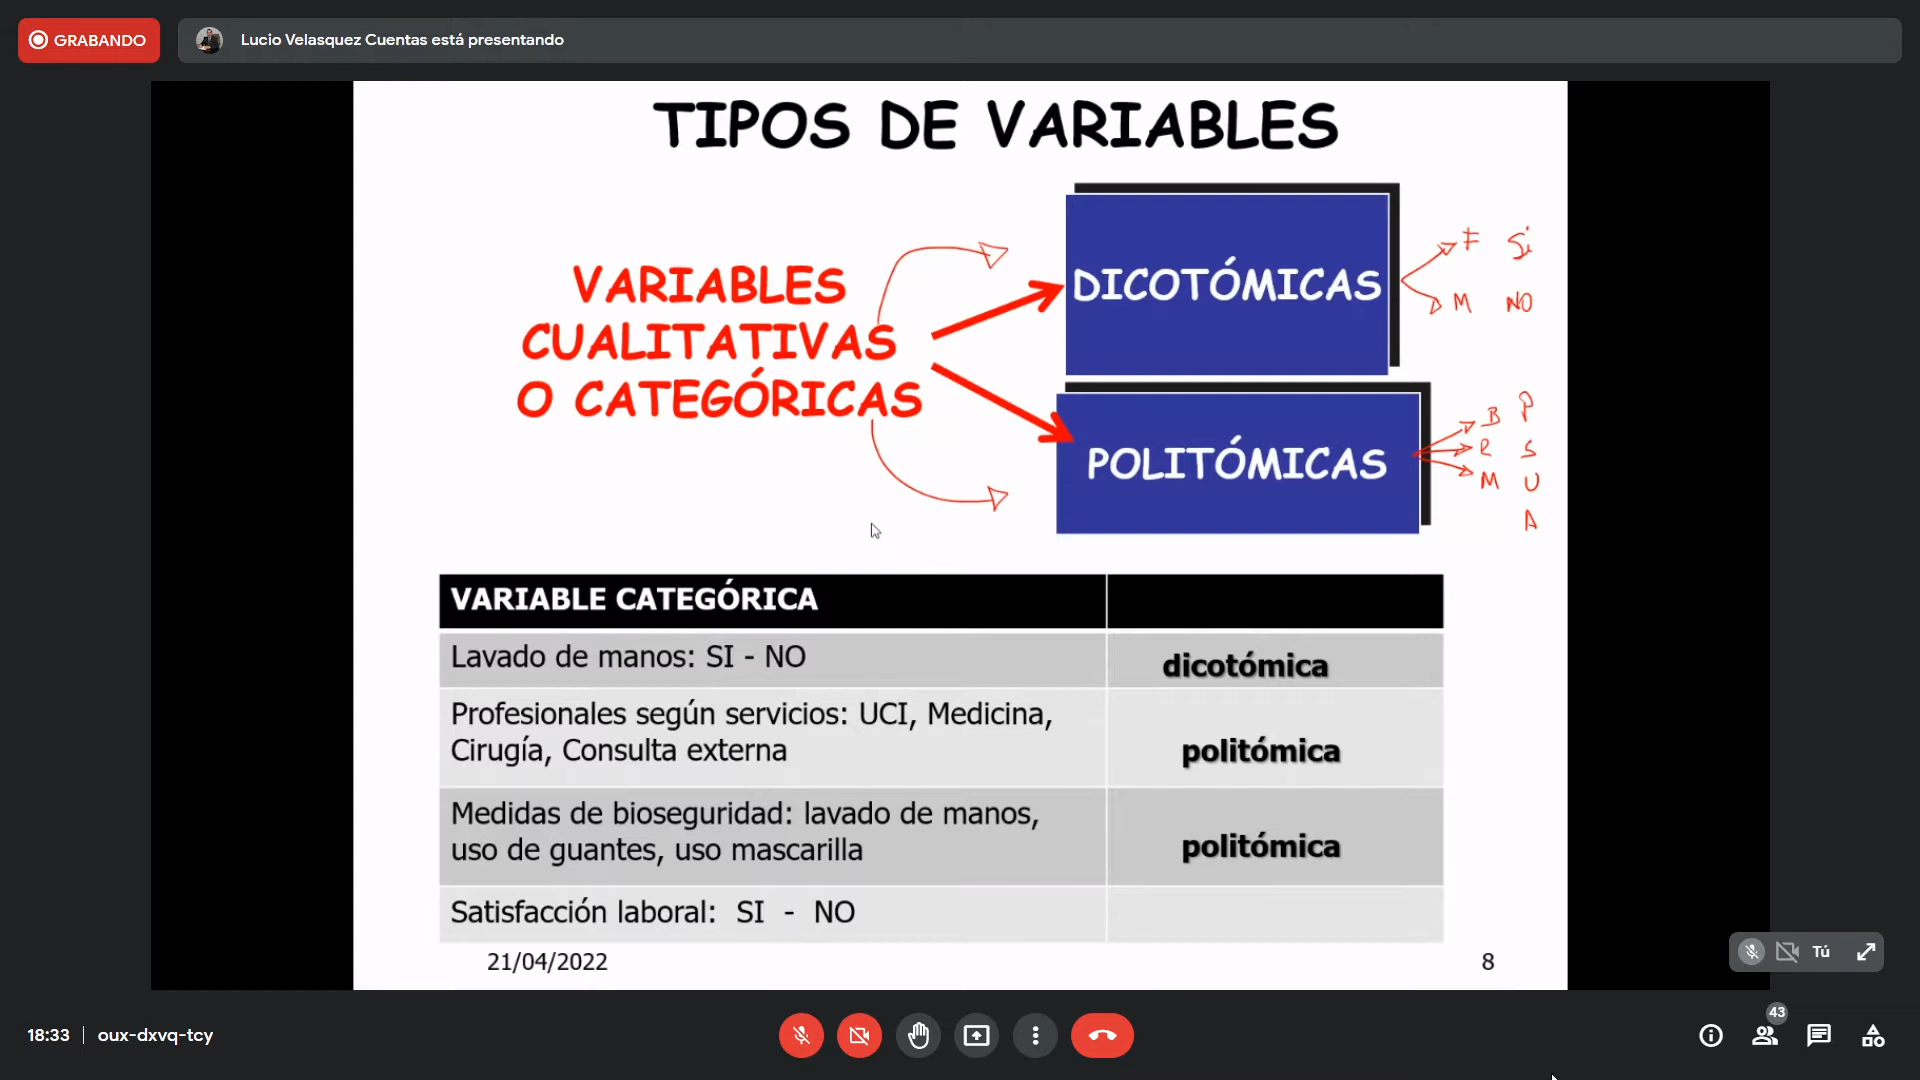 GRABANDO
Lucio Velasquez Cuentas está presentando
TIPOS DE VARIABLES
VARIABLES
CUALITATIVAS
O CATEGÓRICAS
DICOTÓMICAS
F Si
M NO
POLITÓMICAS
B P
R S
M U
A
VARIABLE CATEGÓRICA
Lavado de manos: SI - NO
dicotómica
Profesionales según servicios: UCI, Medicina,
Cirugía, Consulta externa
politómica
Medidas de bioseguridad: lavado de manos,
uso de guantes, uso mascarilla
politómica
Satisfacción laboral: SI - NO
21/04/2022
8
Tú
18:33
oux-dxvq-tcy
43